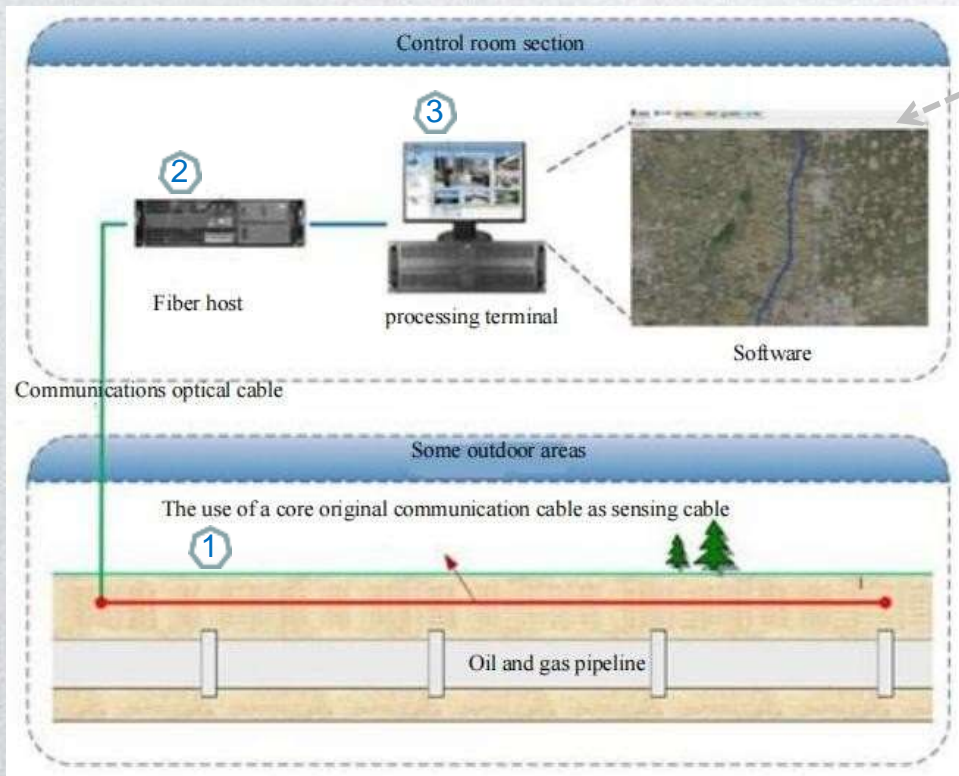 Control room section
3
2
Fiber host
processing terminal
Software
Communications optical cable
Some outdoor areas
The use of a core original communication cable as sensing cable
1
Oil and gas pipeline